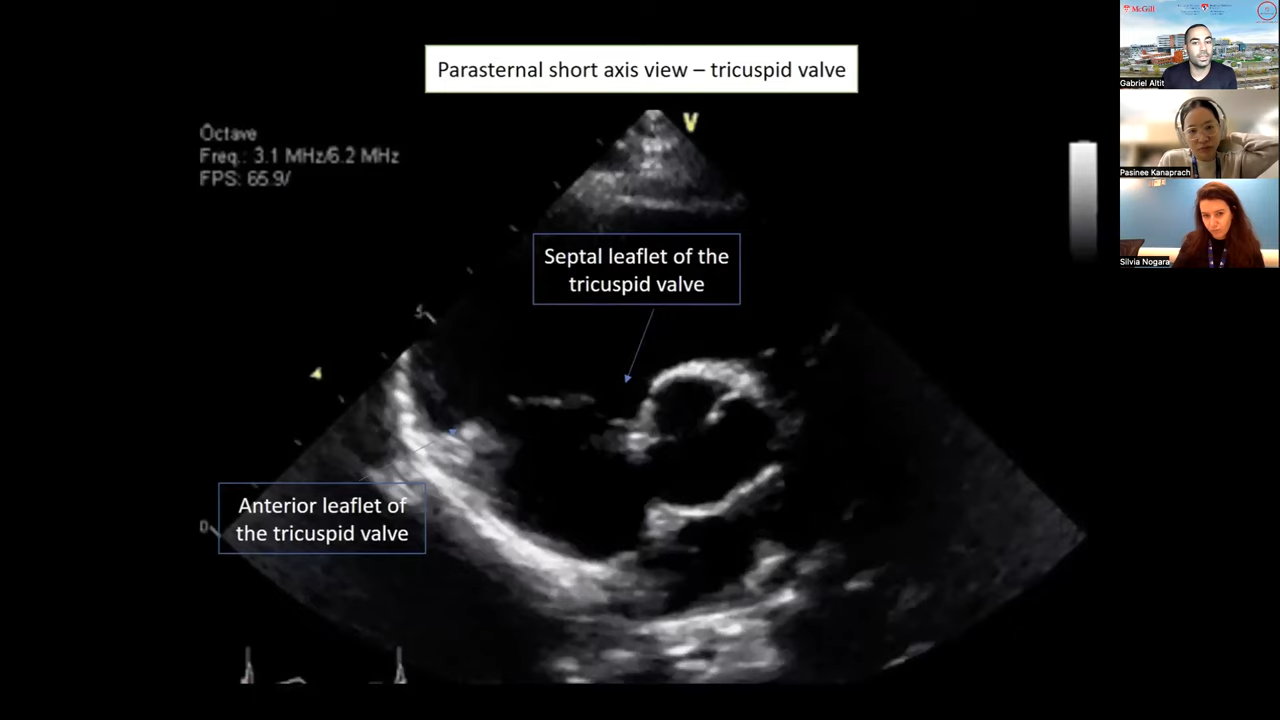 Parasternal short axis view – tricuspid valve
Octave
Freq.: 3.1 MHz/6.2 MHz
FPS: 65.9/
V
Septal leaflet of the
tricuspid valve
Anterior leaflet of
the tricuspid valve
McGill
Gabriel Altit
Pasinee Kanaprach
Silvia Nogara